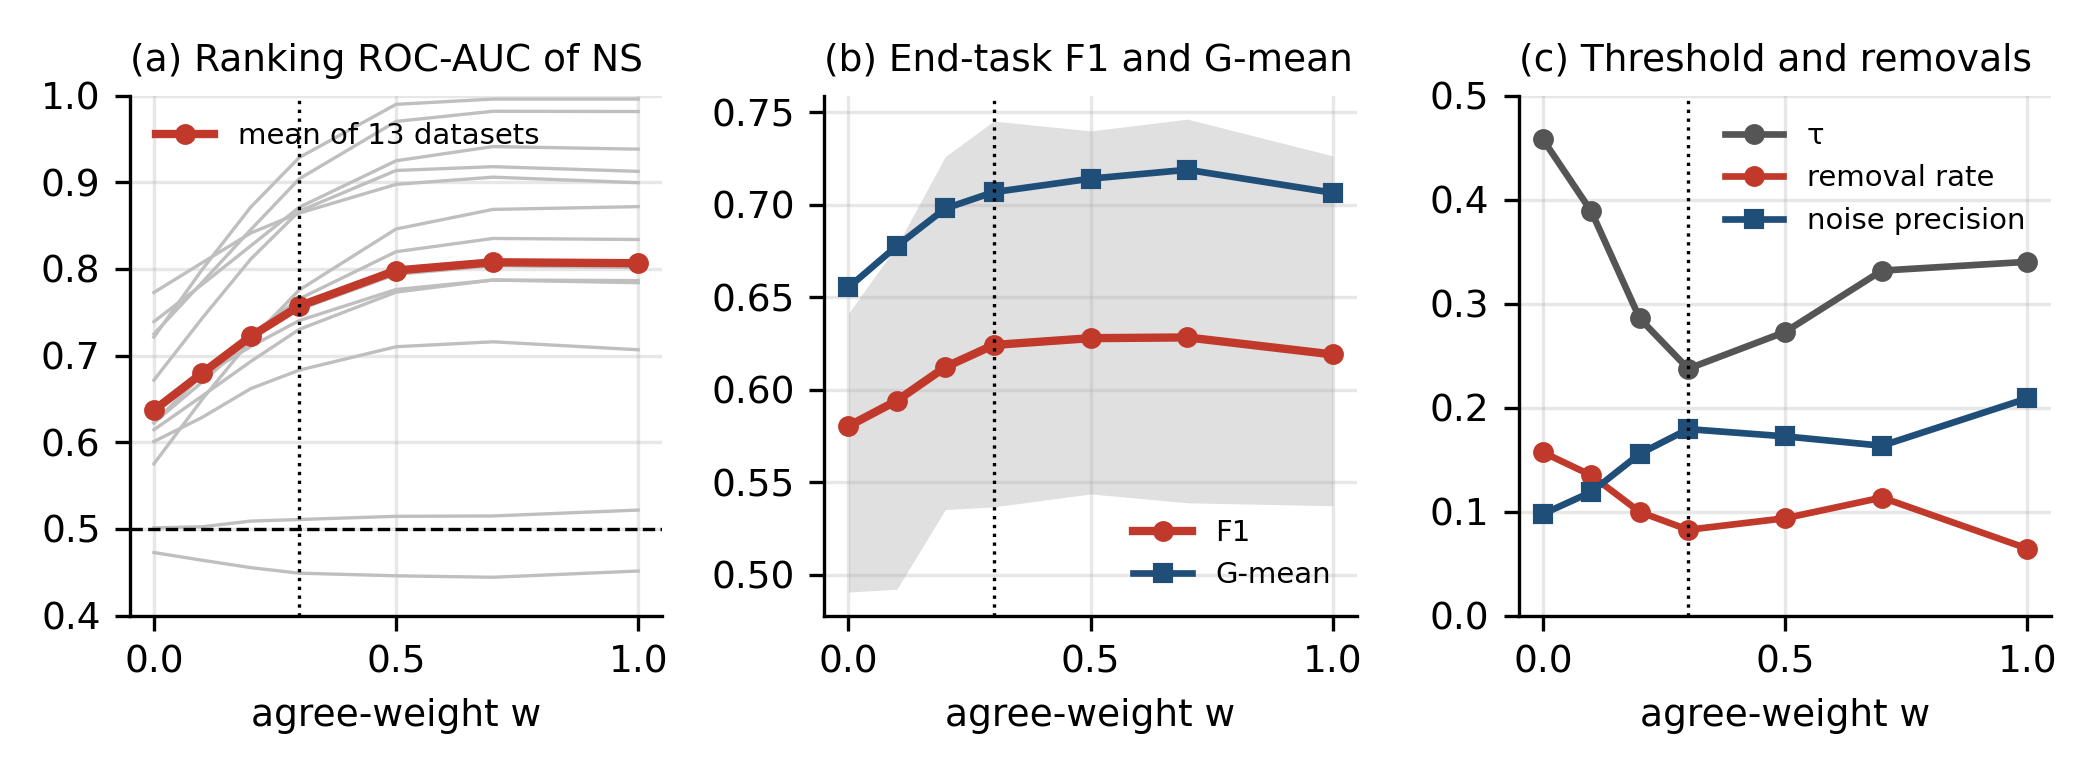 (a) Ranking ROC-AUC of NS
1.0
0.9
0.8
0.7
0.6
0.5
0.4
mean of 13 datasets
0.0
0.5
1.0
agree-weight w
(b) End-task F1 and G-mean
0.75
0.70
0.65
0.60
0.55
0.50
F1
G-mean
0.0
0.5
1.0
agree-weight w
(c) Threshold and removals
0.5
0.4
0.3
0.2
0.1
0.0
τ
removal rate
noise precision
0.0
0.5
1.0
agree-weight w